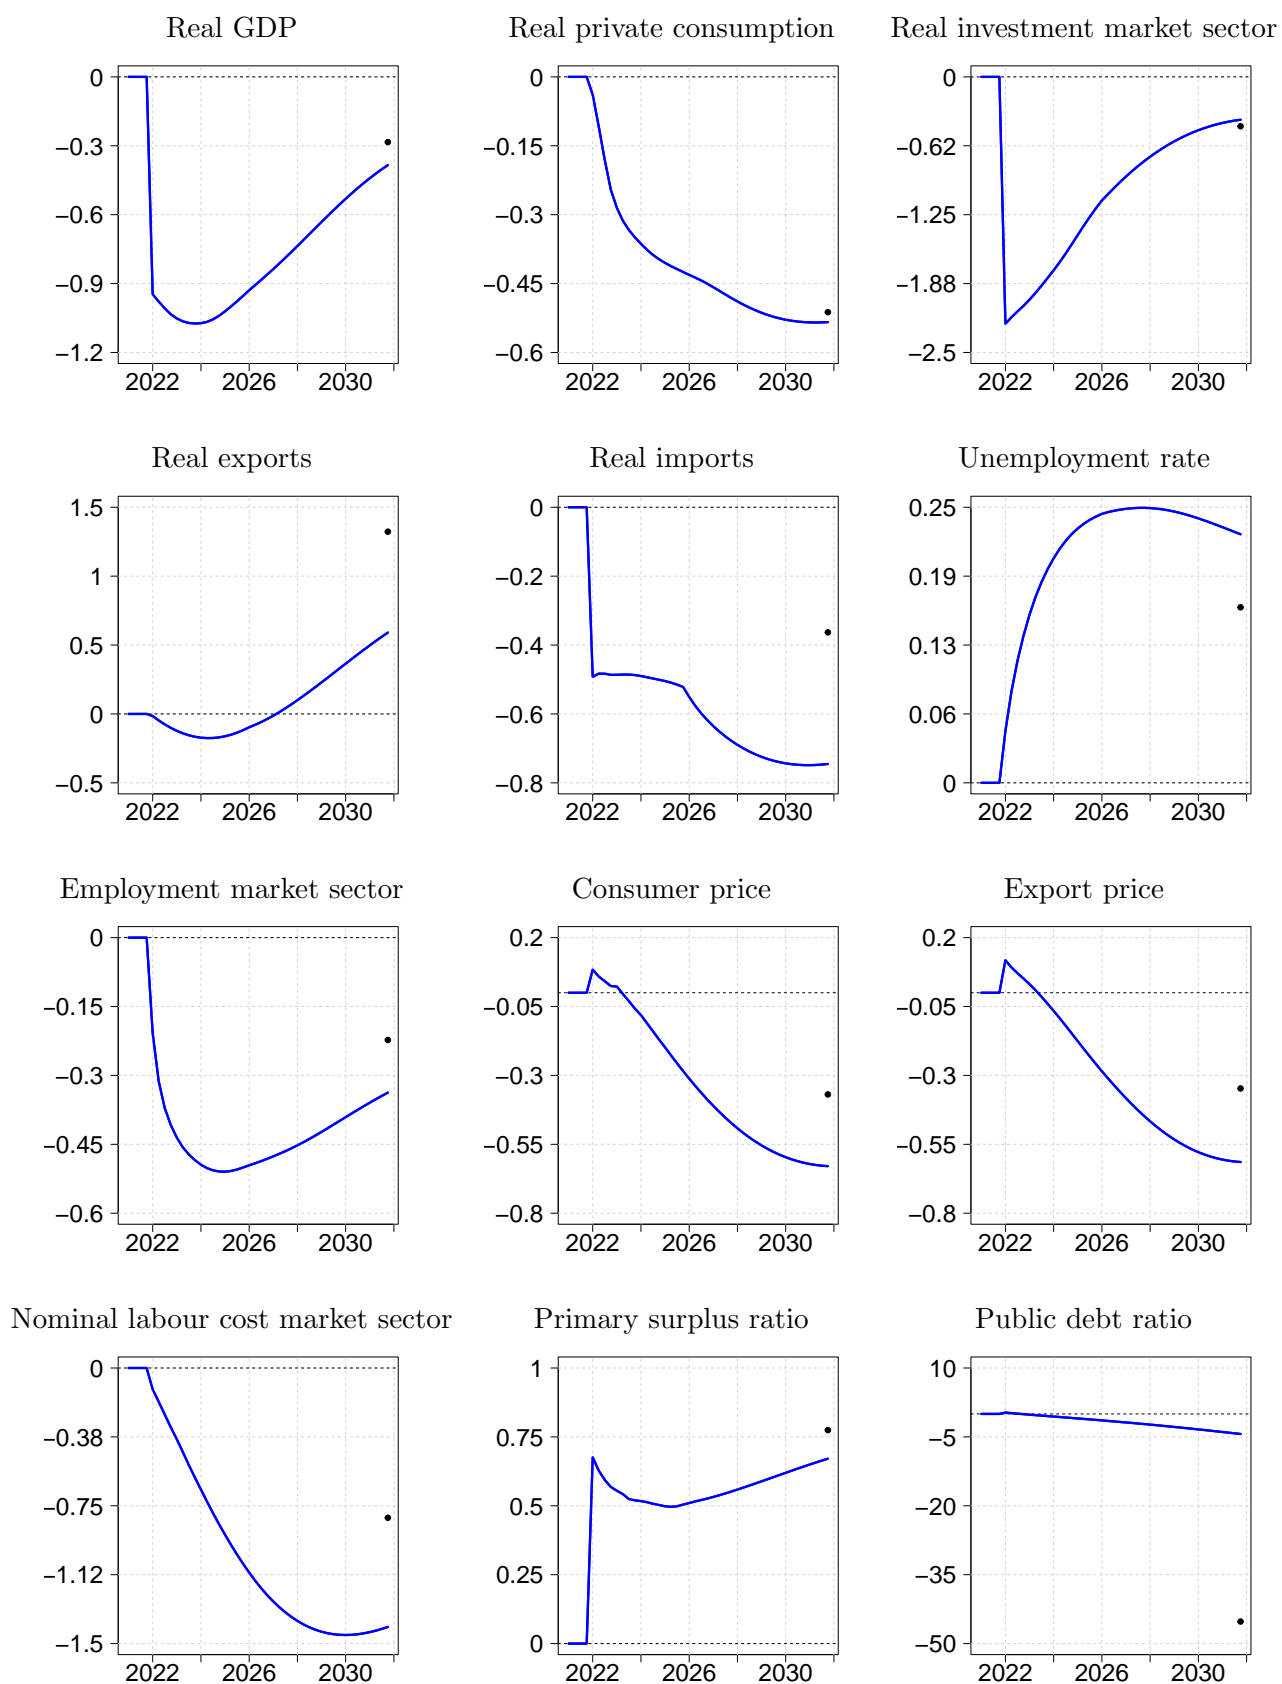 Real GDP Real private consumption Real investment market sector
0 0 0
−0.3 −0.15 −0.62
−0.6 −0.3 −1.25
−0.9 −0.45 −1.88
−1.2 −0.6 −2.5
2022 2026 2030 2022 2026 2030 2022 2026 2030
Real exports Real imports Unemployment rate
1.5 0 0.25
1 −0.2 0.19
0.5 −0.4 0.13
0 −0.6 0.06
−0.5 −0.8 0
2022 2026 2030 2022 2026 2030 2022 2026 2030
Employment market sector Consumer price Export price
0 0.2 0.2
−0.15 −0.05 −0.05
−0.3 −0.3 −0.3
−0.45 −0.55 −0.55
−0.6 −0.8 −0.8
2022 2026 2030 2022 2026 2030 2022 2026 2030
Nominal labour cost market sector Primary surplus ratio Public debt ratio
0 1 10
−0.38 0.75 −5
−0.75 0.5 −20
−1.12 0.25 −35
−1.5 0 −50
2022 2026 2030 2022 2026 2030 2022 2026 2030